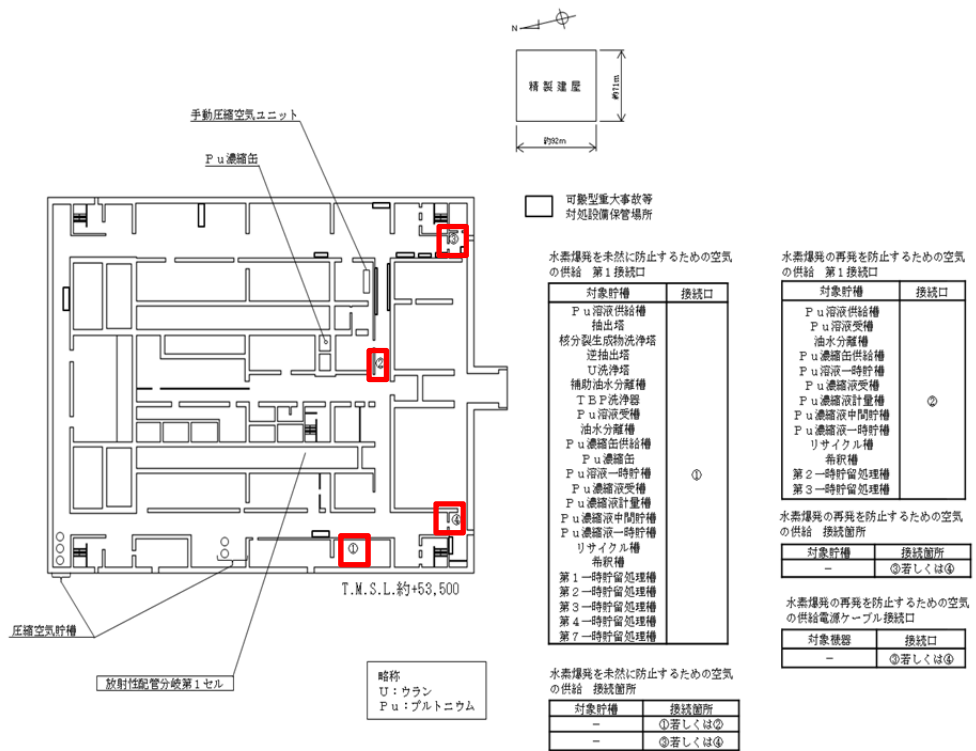 N
精製建屋
約71m
約92m
手動圧縮空気ユニット
Pu濃縮缶
可搬型重大事故等
対処設備保管場所
③
②
④
①
T.M.S.L.約+53,500
圧縮空気貯槽
放射性配管分岐第1セル
略称
U：ウラン
Pu：プルトニウム
水素爆発を未然に防止するための空気
の供給 第1接続口
対象貯槽 接続口
Pu溶液供給槽
抽出塔
核分裂生成物洗浄塔
逆抽出塔
U洗浄塔
補助油水分離槽
TBP洗浄器
Pu溶液受槽
油水分離槽
Pu濃縮缶供給槽
Pu濃縮缶
Pu溶液一時貯槽 ①
Pu濃縮液受槽
Pu濃縮液計量槽
Pu濃縮液中間貯槽
Pu濃縮液一時貯槽
リサイクル槽
希釈槽
第1一時貯留処理槽
第2一時貯留処理槽
第3一時貯留処理槽
第4一時貯留処理槽
第7一時貯留処理槽
水素爆発を未然に防止するための空気
の供給 接続箇所
対象貯槽 接続箇所
－ ①若しくは②
－ ③若しくは④
水素爆発の再発を防止するための空気
の供給 第1接続口
対象貯槽 接続口
Pu溶液供給槽
Pu溶液受槽
油水分離槽
Pu濃縮缶供給槽
Pu溶液一時貯槽
Pu濃縮液受槽
Pu濃縮液計量槽 ②
Pu濃縮液中間貯槽
Pu濃縮液一時貯槽
リサイクル槽
希釈槽
第2一時貯留処理槽
第3一時貯留処理槽
水素爆発の再発を防止するための空気
の供給 接続箇所
対象貯槽 接続箇所
－ ③若しくは④
水素爆発の再発を防止するための空気
の供給電源ケーブル接続口
対象機器 接続口
－ ③若しくは④